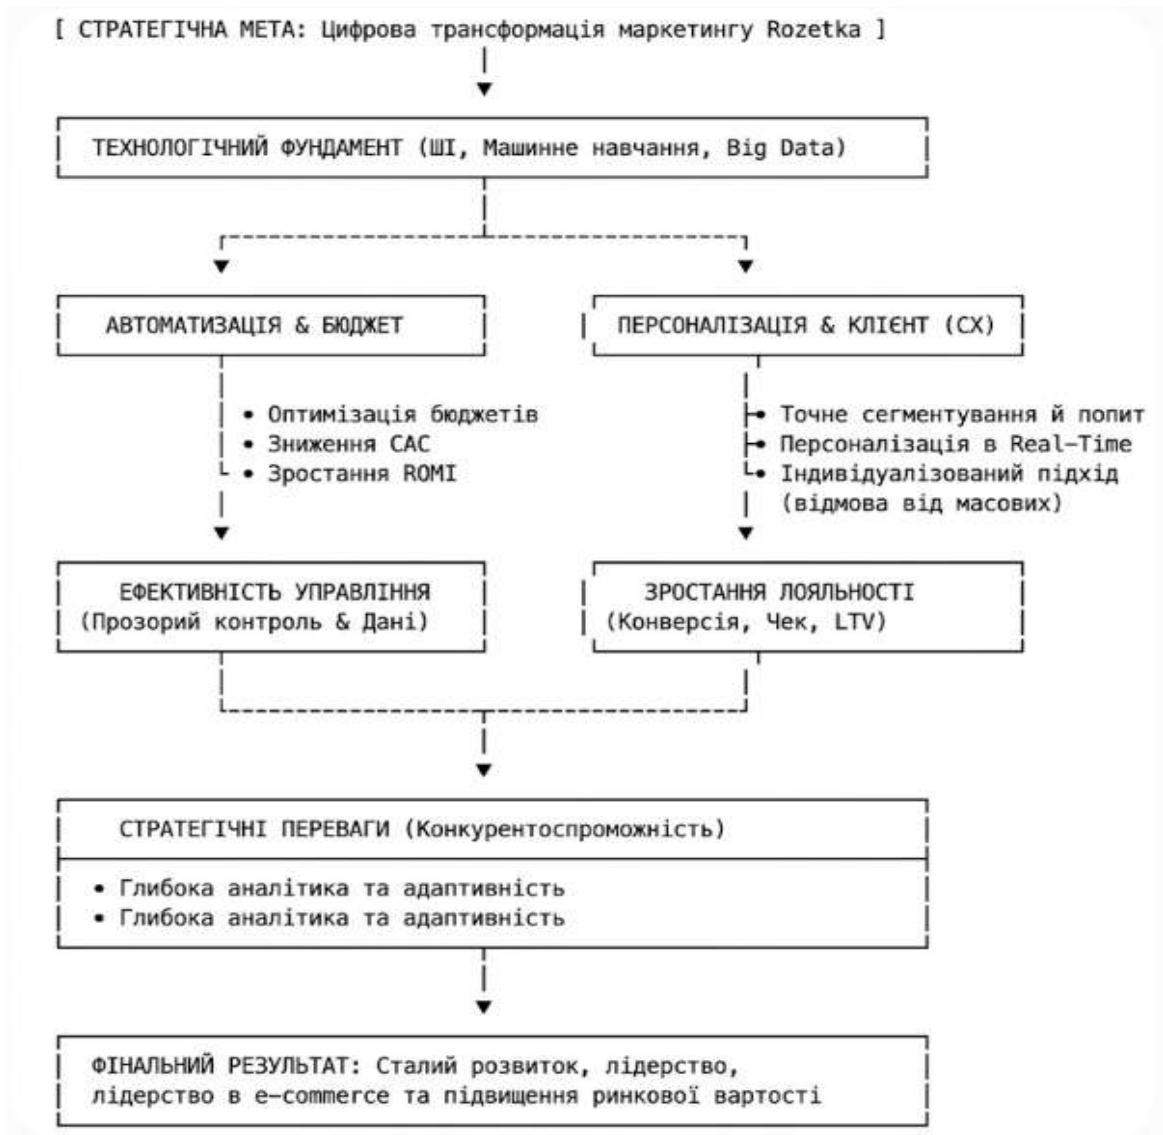 [ СТРАТЕГІЧНА МЕТА: Цифрова трансформація маркетингу Rozetka ]
ТЕХНОЛОГІЧНИЙ ФУНДАМЕНТ (ШІ, Машинне навчання, Big Data)
АВТОМАТИЗАЦІЯ & БЮДЖЕТ
ПЕРСОНАЛІЗАЦІЯ & КЛІЄНТ (CX)
• Оптимізація бюджетів
• Зниження CAC
• Зростання ROMI
• Точне сегментування й попит
• Персоналізація в Real-Time
• Індивідуалізований підхід
(відмова від масових)
ЕФЕКТИВНІСТЬ УПРАВЛІННЯ
(Прозорий контроль & Дані)
ЗРОСТАННЯ ЛОЯЛЬНОСТІ
(Конверсія, Чек, LTV)
СТРАТЕГІЧНІ ПЕРЕВАГИ (Конкурентоспроможність)
• Глибока аналітика та адаптивність
• Глибока аналітика та адаптивність
ФІНАЛЬНИЙ РЕЗУЛЬТАТ: Сталий розвиток, лідерство,
лідерство в e-commerce та підвищення ринкової вартості